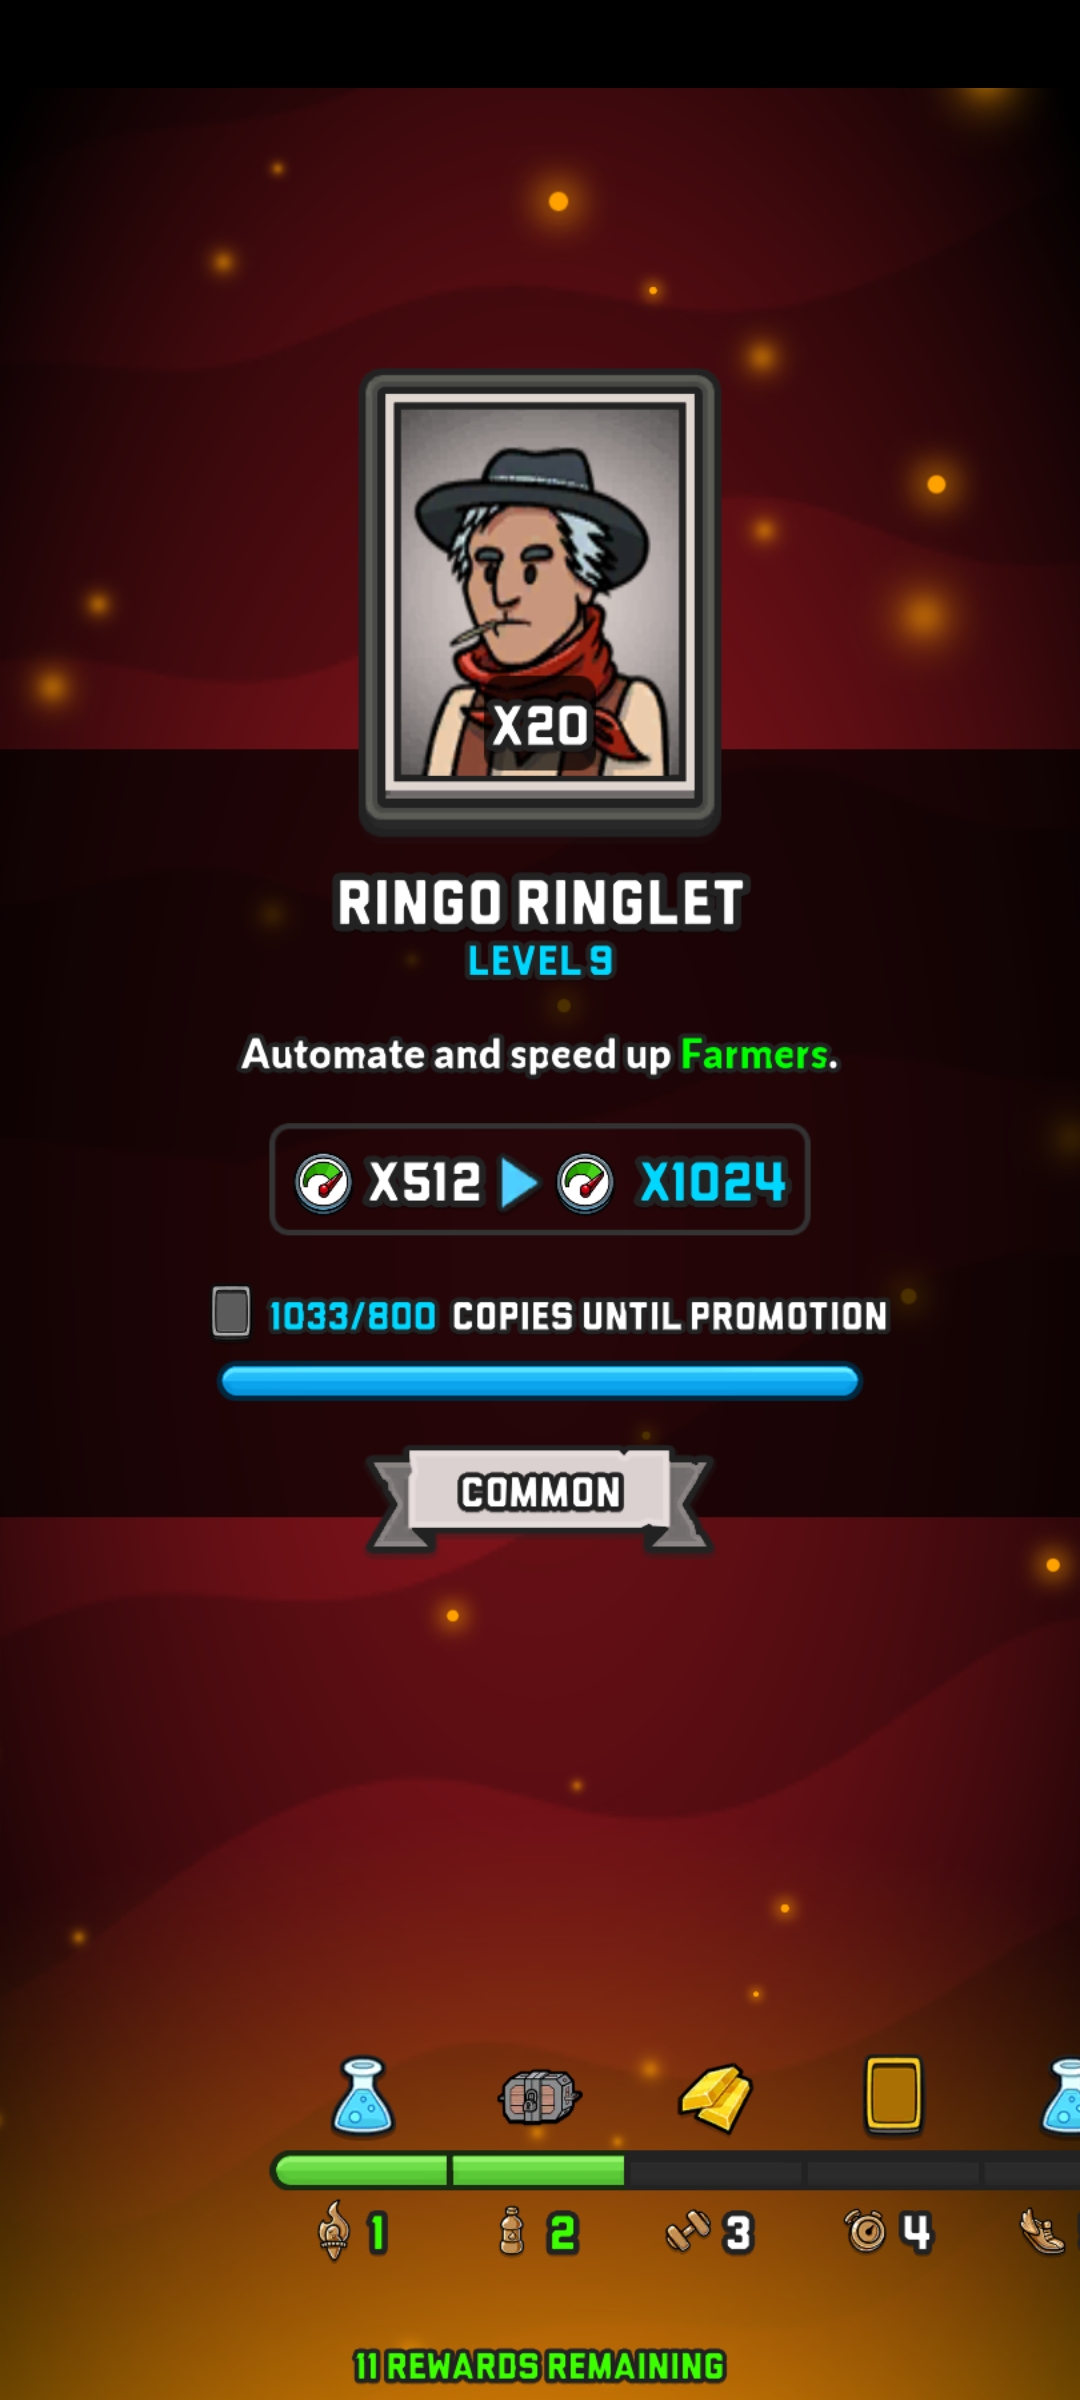 X20
RINGO RINGLET
LEVEL 9
Automate and speed up Farmers.
X512 X1024
1033/800 COPIES UNTIL PROMOTION
COMMON
1 2 3 4
11 REWARDS REMAINING